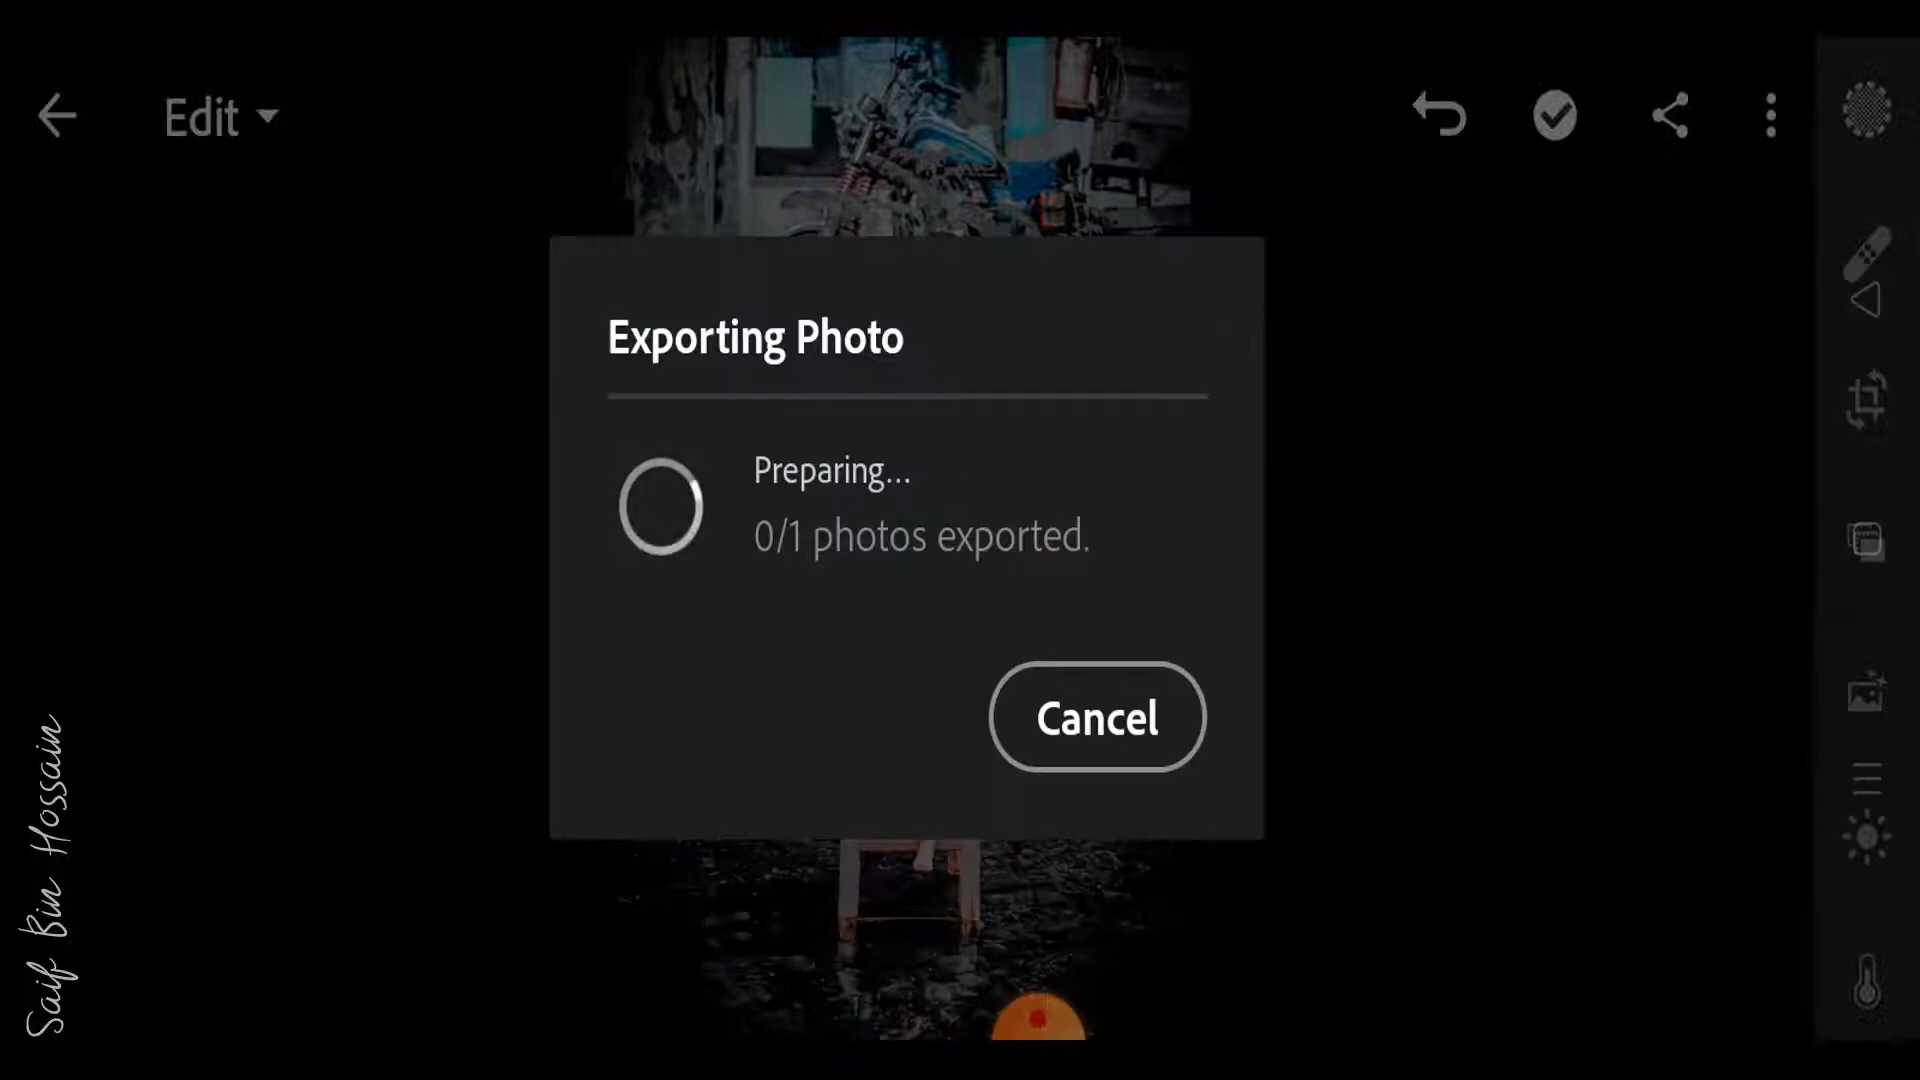 Edit
Exporting Photo
Preparing...
0/1 photos exported.
Cancel
Saif Bin Hossain